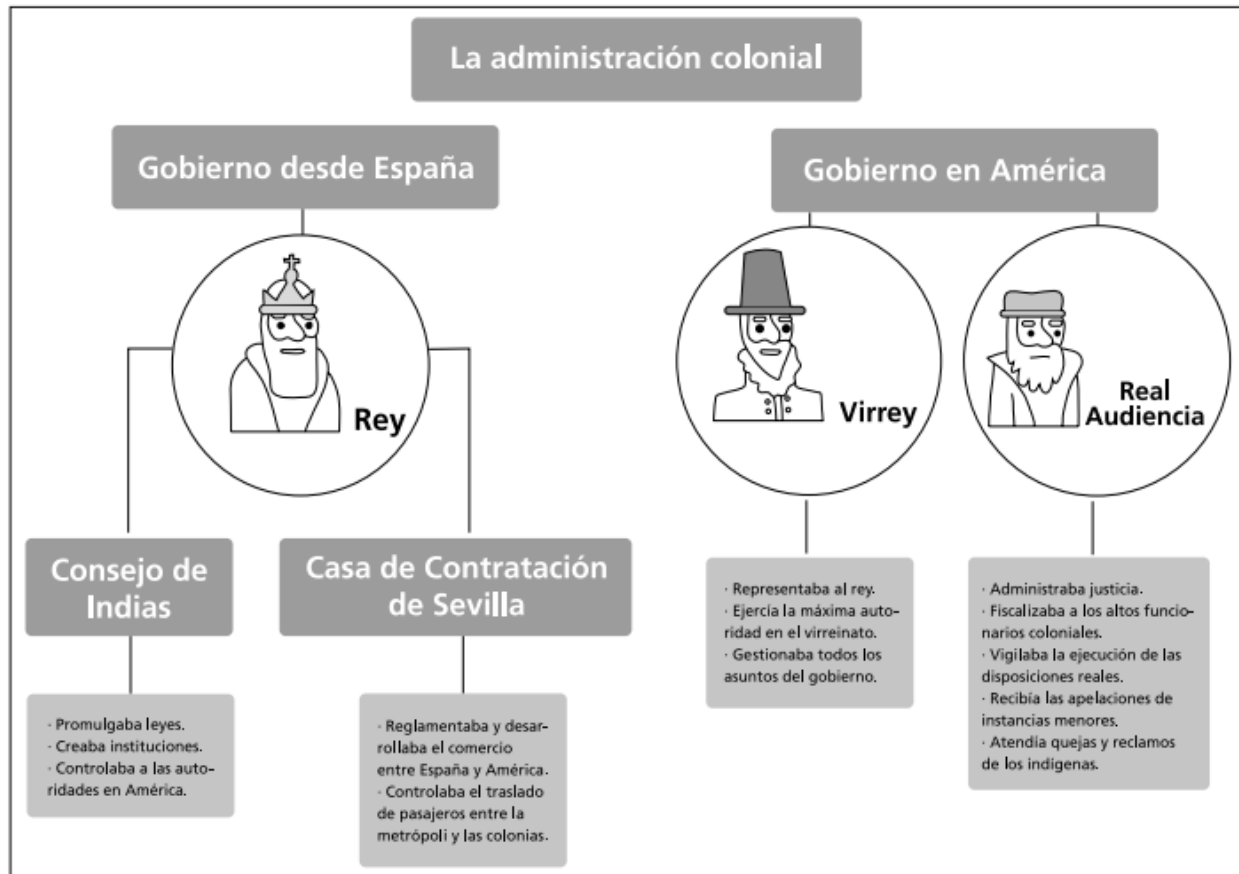 La administración colonial
Gobierno desde España
Rey
Consejo de
Indias
· Promulgaba leyes.
· Creaba instituciones.
· Controlaba a las auto-
ridades en América.
Casa de Contratación
de Sevilla
· Reglamentaba y desar-
rollaba el comercio
entre España y América.
· Controlaba el traslado
de pasajeros entre la
metrópoli y las colonias.
Gobierno en América
Virrey
· Representaba al rey.
· Ejercía la máxima auto-
ridad en el virreinato.
· Gestionaba todos los
asuntos del gobierno.
Real
Audiencia
· Administraba justicia.
· Fiscalizaba a los altos funcio-
narios coloniales.
· Vigilaba la ejecución de las
disposiciones reales.
· Recibía las apelaciones de
instancias menores.
· Atendía quejas y reclamos
de los indígenas.